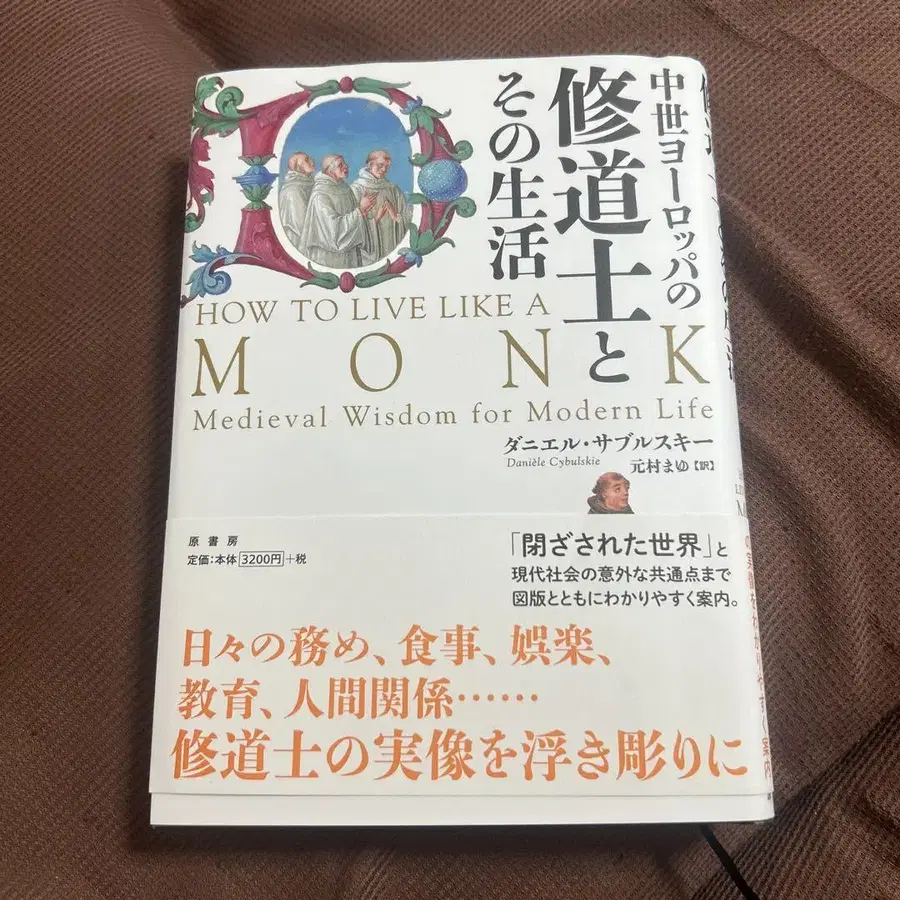 中世ヨーロッパの
修道士と
その生活
HOW TO LIVE LIKE A
MONK
Medieval Wisdom for Modern Life
ダニエル・サブルスキー
Danièle Cybulskie
元村まゆ【訳】
原書房
定価:本体3200円+税
「閉ざされた世界」と
現代社会の意外な共通点まで
図版とともにわかりやすく案内。
日々の務め、食事、娯楽、
教育、人間関係……
修道士の実像を浮き彫りに